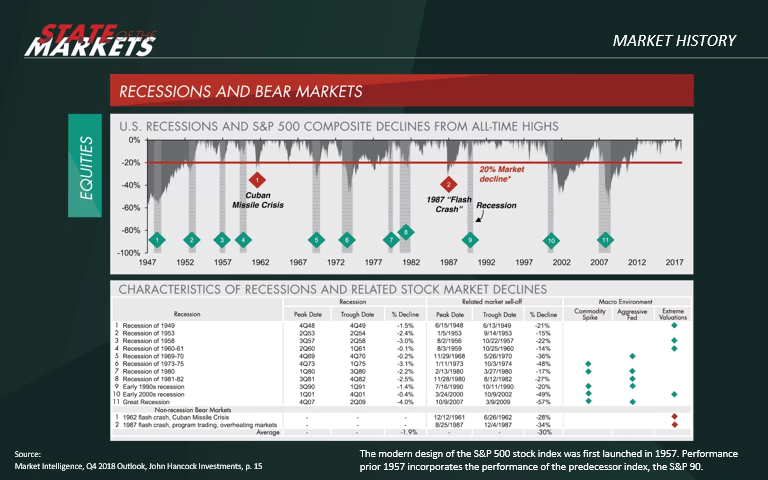 STATE OF THE
MARKETS
MARKET HISTORY
RECESSIONS AND BEAR MARKETS
EQUITIES
U.S. RECESSIONS AND S&P 500 COMPOSITE DECLINES FROM ALL-TIME HIGHS
0%
-20%
-40%
-60%
-80%
-100%
20% Market
decline*
1
Cuban
Missile Crisis
2
1987 "Flash
Crash"
Recession
1 2 3 4 5 6 7 8 9 10 11
1947 1952 1957 1962 1967 1972 1977 1982 1987 1992 1997 2002 2007 2012 2017
CHARACTERISTICS OF RECESSIONS AND RELATED STOCK MARKET DECLINES
Recession Related market sell-off Macro Environment
Recession Peak Date Trough Date % Decline Peak Date Trough Date % Decline Commodity Spike Aggressive Fed Extreme Valuations
1 Recession of 1949 4Q48 4Q49 -1.5% 6/15/1948 6/13/1949 -21%
2 Recession of 1953 2Q53 2Q54 -2.4% 1/5/1953 9/14/1953 -15%
3 Recession of 1958 3Q57 2Q58 -3.0% 8/2/1956 10/22/1957 -22%
4 Recession of 1960-61 2Q60 1Q61 -0.1% 8/3/1959 10/25/1960 -14%
5 Recession of 1969-70 4Q69 4Q70 -0.2% 11/29/1968 5/26/1970 -36%
6 Recession of 1973-75 4Q73 1Q75 -3.1% 1/11/1973 10/3/1974 -48%
7 Recession of 1980 1Q80 3Q80 -2.2% 2/13/1980 3/27/1980 -17%
8 Recession of 1981-82 3Q81 4Q82 -2.5% 11/28/1980 8/12/1982 -27%
9 Early 1990s recession 3Q90 1Q91 -1.4% 7/16/1990 10/11/1990 -20%
10 Early 2000s recession 1Q01 4Q01 -0.4% 3/24/2000 10/9/2002 -49%
11 Great Recession 4Q07 2Q09 -4.0% 10/9/2007 3/9/2009 -57%
Non-recession Bear Markets
1 1962 flash crash, Cuban Missile Crisis - - - 12/12/1961 6/26/1962 -28%
2 1987 flash crash, program trading, overheating markets - - - 8/25/1987 12/4/1987 -34%
Average - - -1.9% - - -30%
Source:
Market Intelligence, Q4 2018 Outlook, John Hancock Investments, p. 15
The modern design of the S&P 500 stock index was first launched in 1957. Performance
prior 1957 incorporates the performance of the predecessor index, the S&P 90.